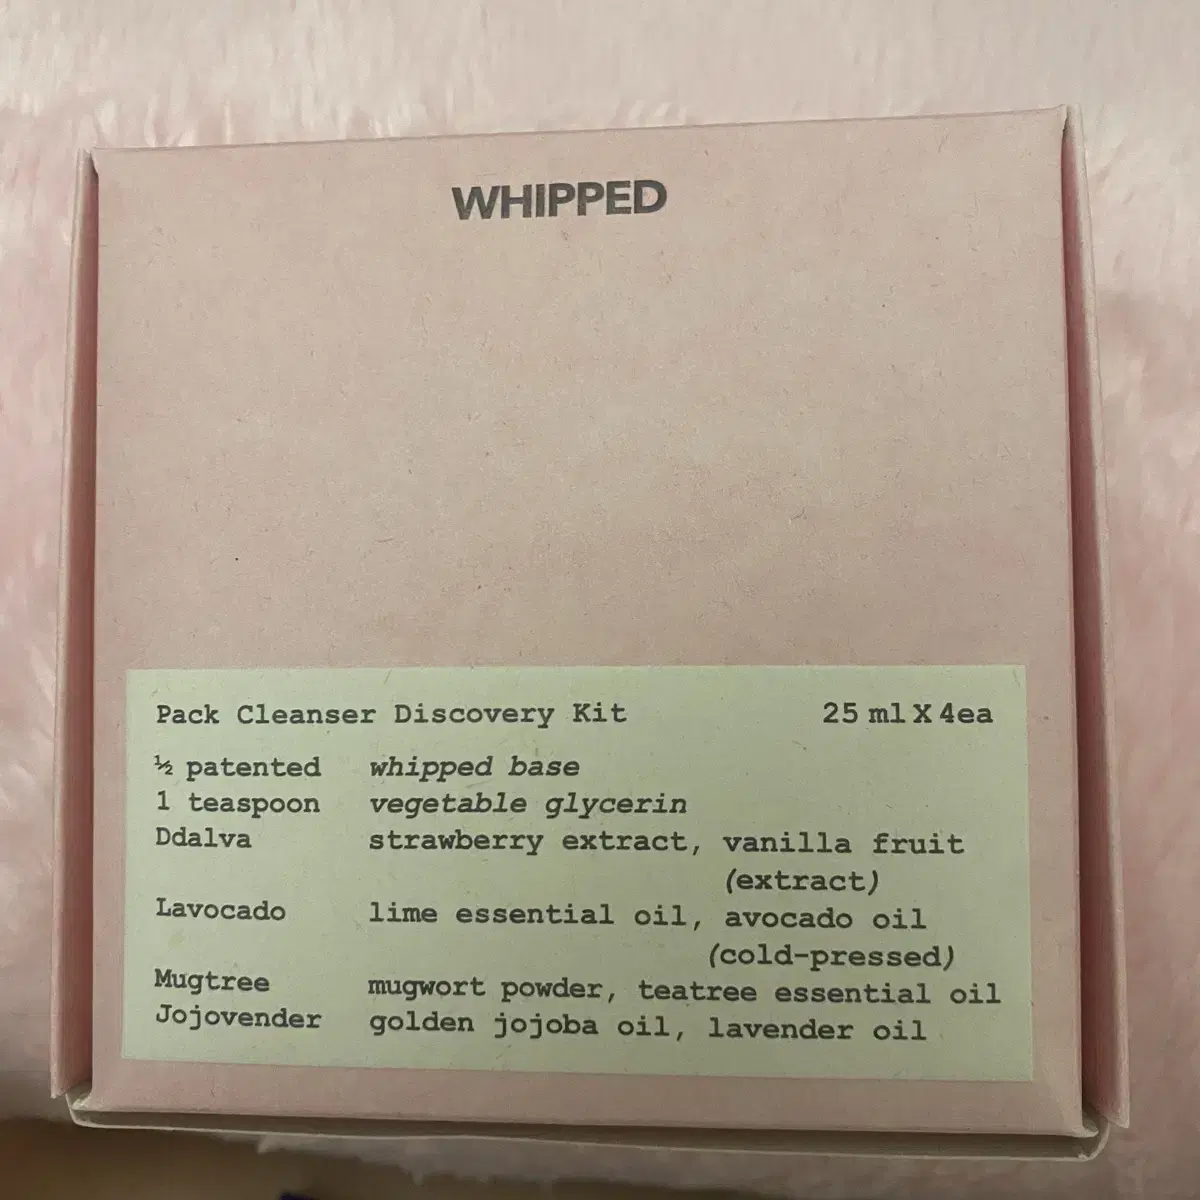 WHIPPED
Pack Cleanser Discovery Kit 25 ml X 4ea
½ patented whipped base
1 teaspoon vegetable glycerin
Ddalva strawberry extract, vanilla fruit
(extract)
Lavocado lime essential oil, avocado oil
(cold-pressed)
Mugtree mugwort powder, teatree essential oil
Jojovender golden jojoba oil, lavender oil